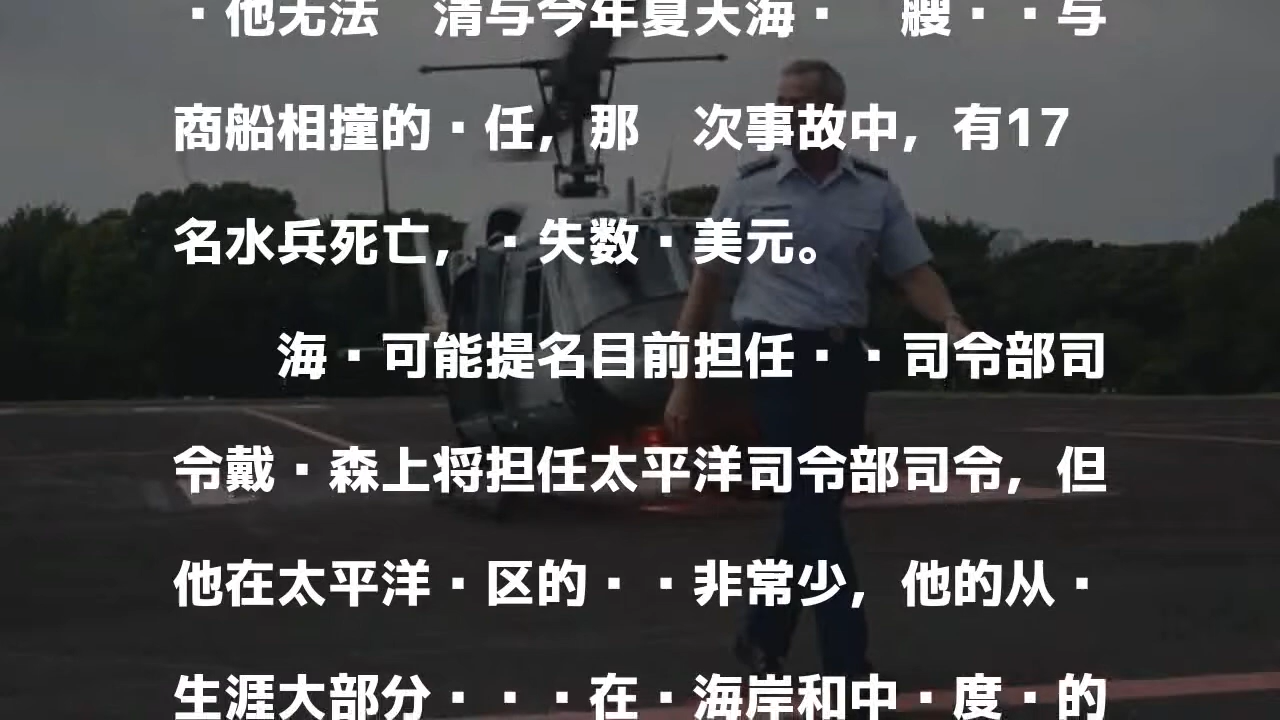 ▪他无法　清与今年夏天海▪　艘▪▪与
商船相撞的▪任，那　次事故中，有17
名水兵死亡，▪失数▪美元。
海▪可能提名目前担任▪▪司令部司
令戴▪森上将担任太平洋司令部司令，但
他在太平洋▪区的▪▪非常少，他的从▪
生涯大部分▪▪▪在▪海岸和中▪度▪的